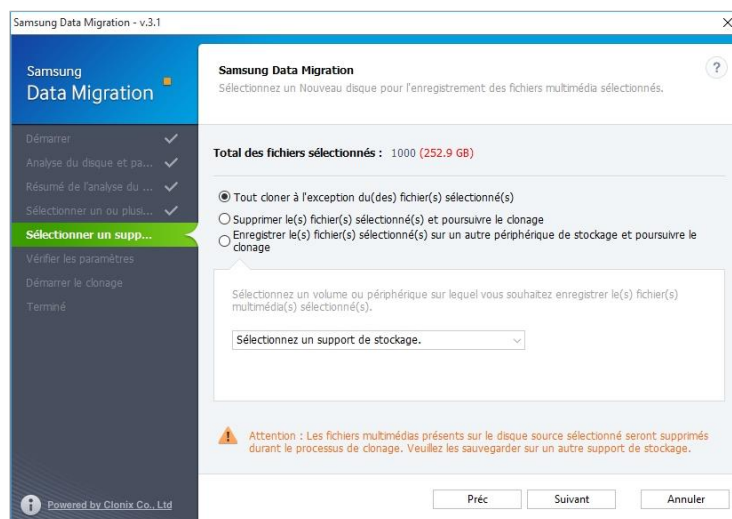 Samsung Data Migration - v.3.1
Samsung
Data Migration
Samsung Data Migration
Sélectionnez un Nouveau disque pour l'enregistrement des fichiers multimédia sélectionnés.
?
Démarrer
Analyse du disque et pa...
Résumé de l'analyse du ...
Sélectionner un ou plusi...
Sélectionner un supp...
Vérifier les paramètres
Démarrer le clonage
Terminé
Total des fichiers sélectionnés : 1000 (252.9 GB)
Tout cloner à l'exception du(des) fichier(s) sélectionné(s)
Supprimer le(s) fichier(s) sélectionné(s) et poursuivre le clonage
Enregistrer le(s) fichier(s) sélectionné(s) sur un autre périphérique de stockage et poursuivre le
clonage
Sélectionnez un volume ou périphérique sur lequel vous souhaitez enregistrer le(s) fichier(s)
multimédia(s) sélectionné(s).
Sélectionnez un support de stockage.
Attention : Les fichiers multimédias présents sur le disque source sélectionné seront supprimés
durant le processus de clonage. Veuillez les sauvegarder sur un autre support de stockage.
Powered by Clonix Co., Ltd
Préc
Suivant
Annuler